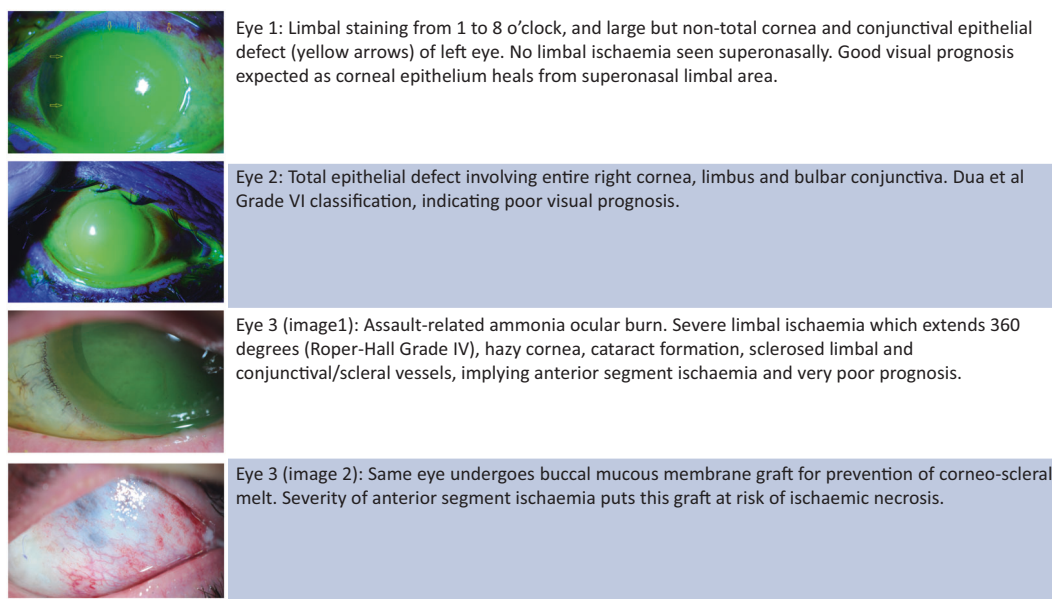 Eye 1: Limbal staining from 1 to 8 o’clock, and large but non-total cornea and conjunctival epithelial
defect (yellow arrows) of left eye. No limbal ischaemia seen superonasally. Good visual prognosis
expected as corneal epithelium heals from superonasal limbal area.
Eye 2: Total epithelial defect involving entire right cornea, limbus and bulbar conjunctiva. Dua et al
Grade VI classification, indicating poor visual prognosis.
Eye 3 (image1): Assault-related ammonia ocular burn. Severe limbal ischaemia which extends 360
degrees (Roper-Hall Grade IV), hazy cornea, cataract formation, sclerosed limbal and
conjunctival/scleral vessels, implying anterior segment ischaemia and very poor prognosis.
Eye 3 (image 2): Same eye undergoes buccal mucous membrane graft for prevention of corneo-scleral
melt. Severity of anterior segment ischaemia puts this graft at risk of ischaemic necrosis.